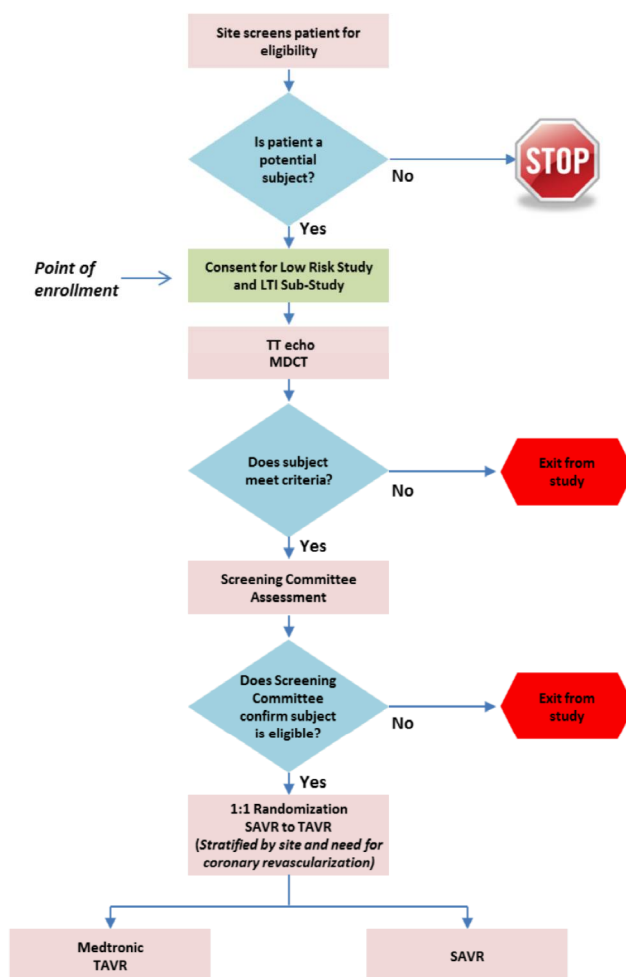 Site screens patient for
eligibility
Is patient a
potential
subject?
No
STOP
Yes
Point of
enrollment
Consent for Low Risk Study
and LTI Sub-Study
TT echo
MDCT
Does subject
meet criteria?
No
Exit from
study
Yes
Screening Committee
Assessment
Does Screening
Committee
confirm subject
is eligible?
No
Exit from
study
Yes
1:1 Randomization
SAVR to TAVR
(Stratified by site and need for
coronary revascularization)
Medtronic
TAVR
SAVR